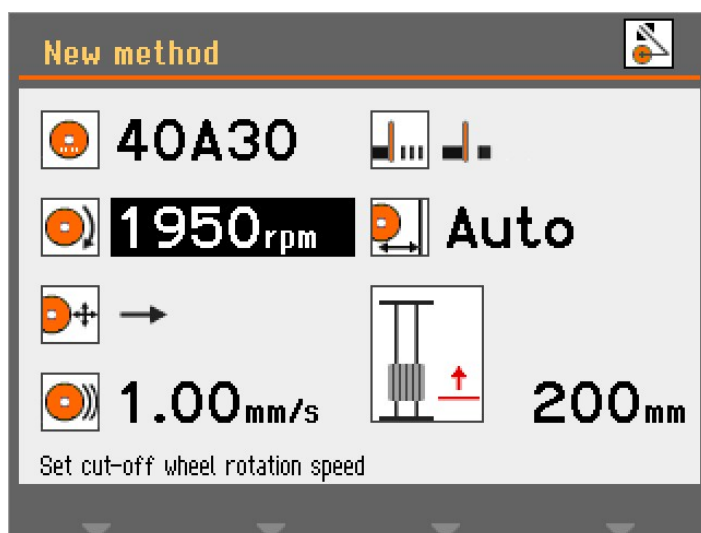 New method
40A30
1950rpm
Auto
1.00mm/s
200mm
Set cut-off wheel rotation speed